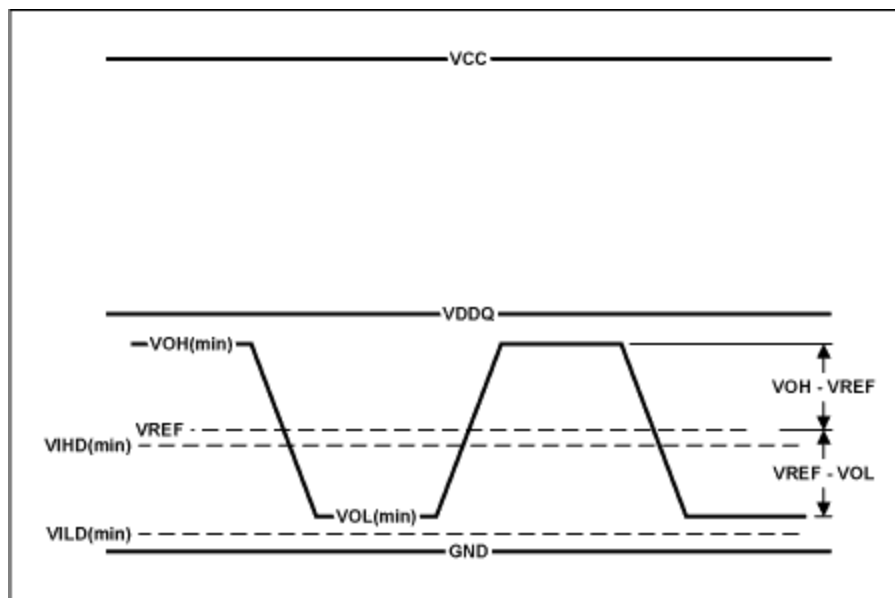 VCC
VDDQ
VOH(min)
VOH - VREF
VREF
VIHD(min)
VREF - VOL
VOL(min)
VILD(min)
GND